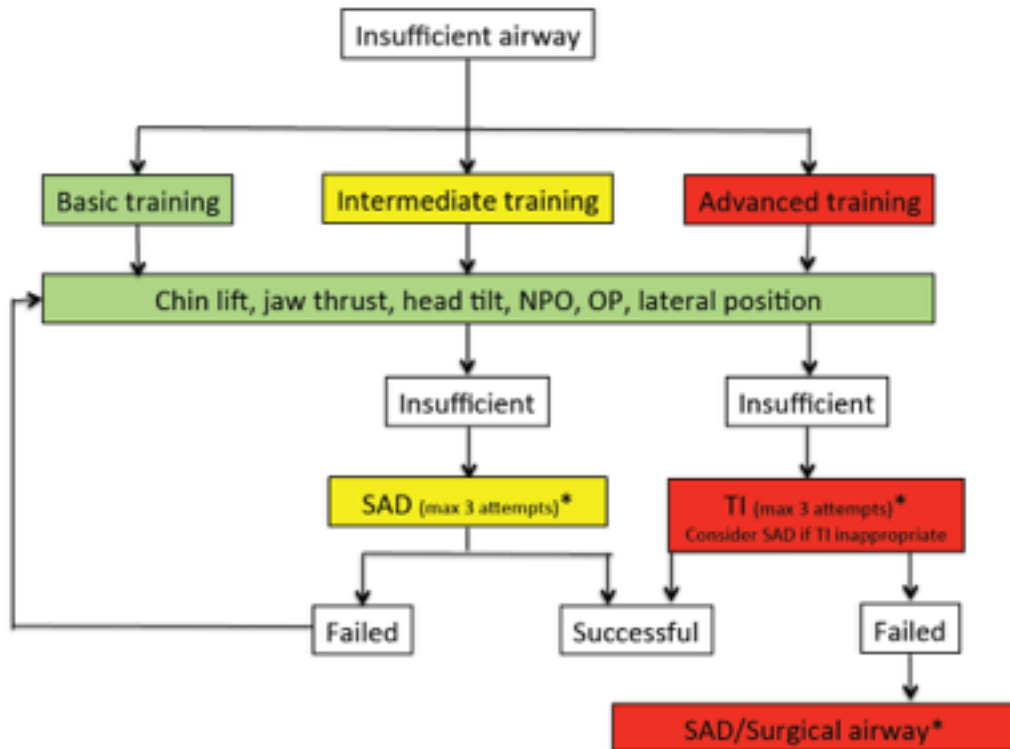 Insufficient airway
Basic training
Intermediate training
Advanced training
Chin lift, jaw thrust, head tilt, NPO, OP, lateral position
Insufficient
Insufficient
SAD (max 3 attempts)*
TI (max 3 attempts)*
Consider SAD if TI inappropriate
Failed
Successful
Failed
SAD/Surgical airway*